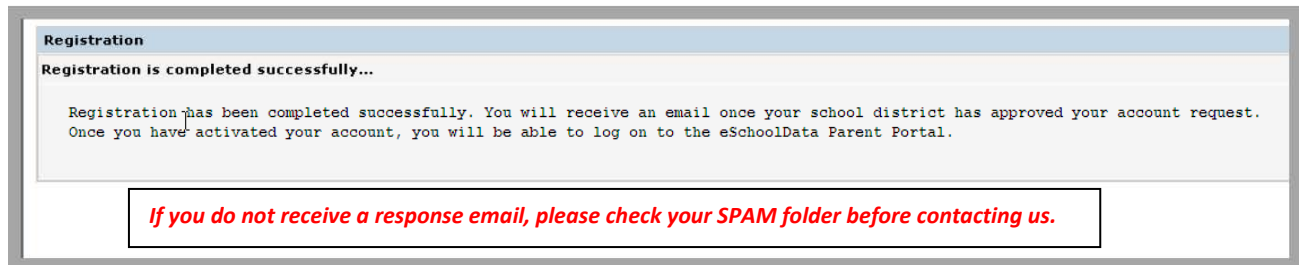 Registration
Registration is completed successfully...
Registration has been completed successfully. You will receive an email once your school district has approved your account request.
Once you have activated your account, you will be able to log on to the eSchoolData Parent Portal.
If you do not receive a response email, please check your SPAM folder before contacting us.